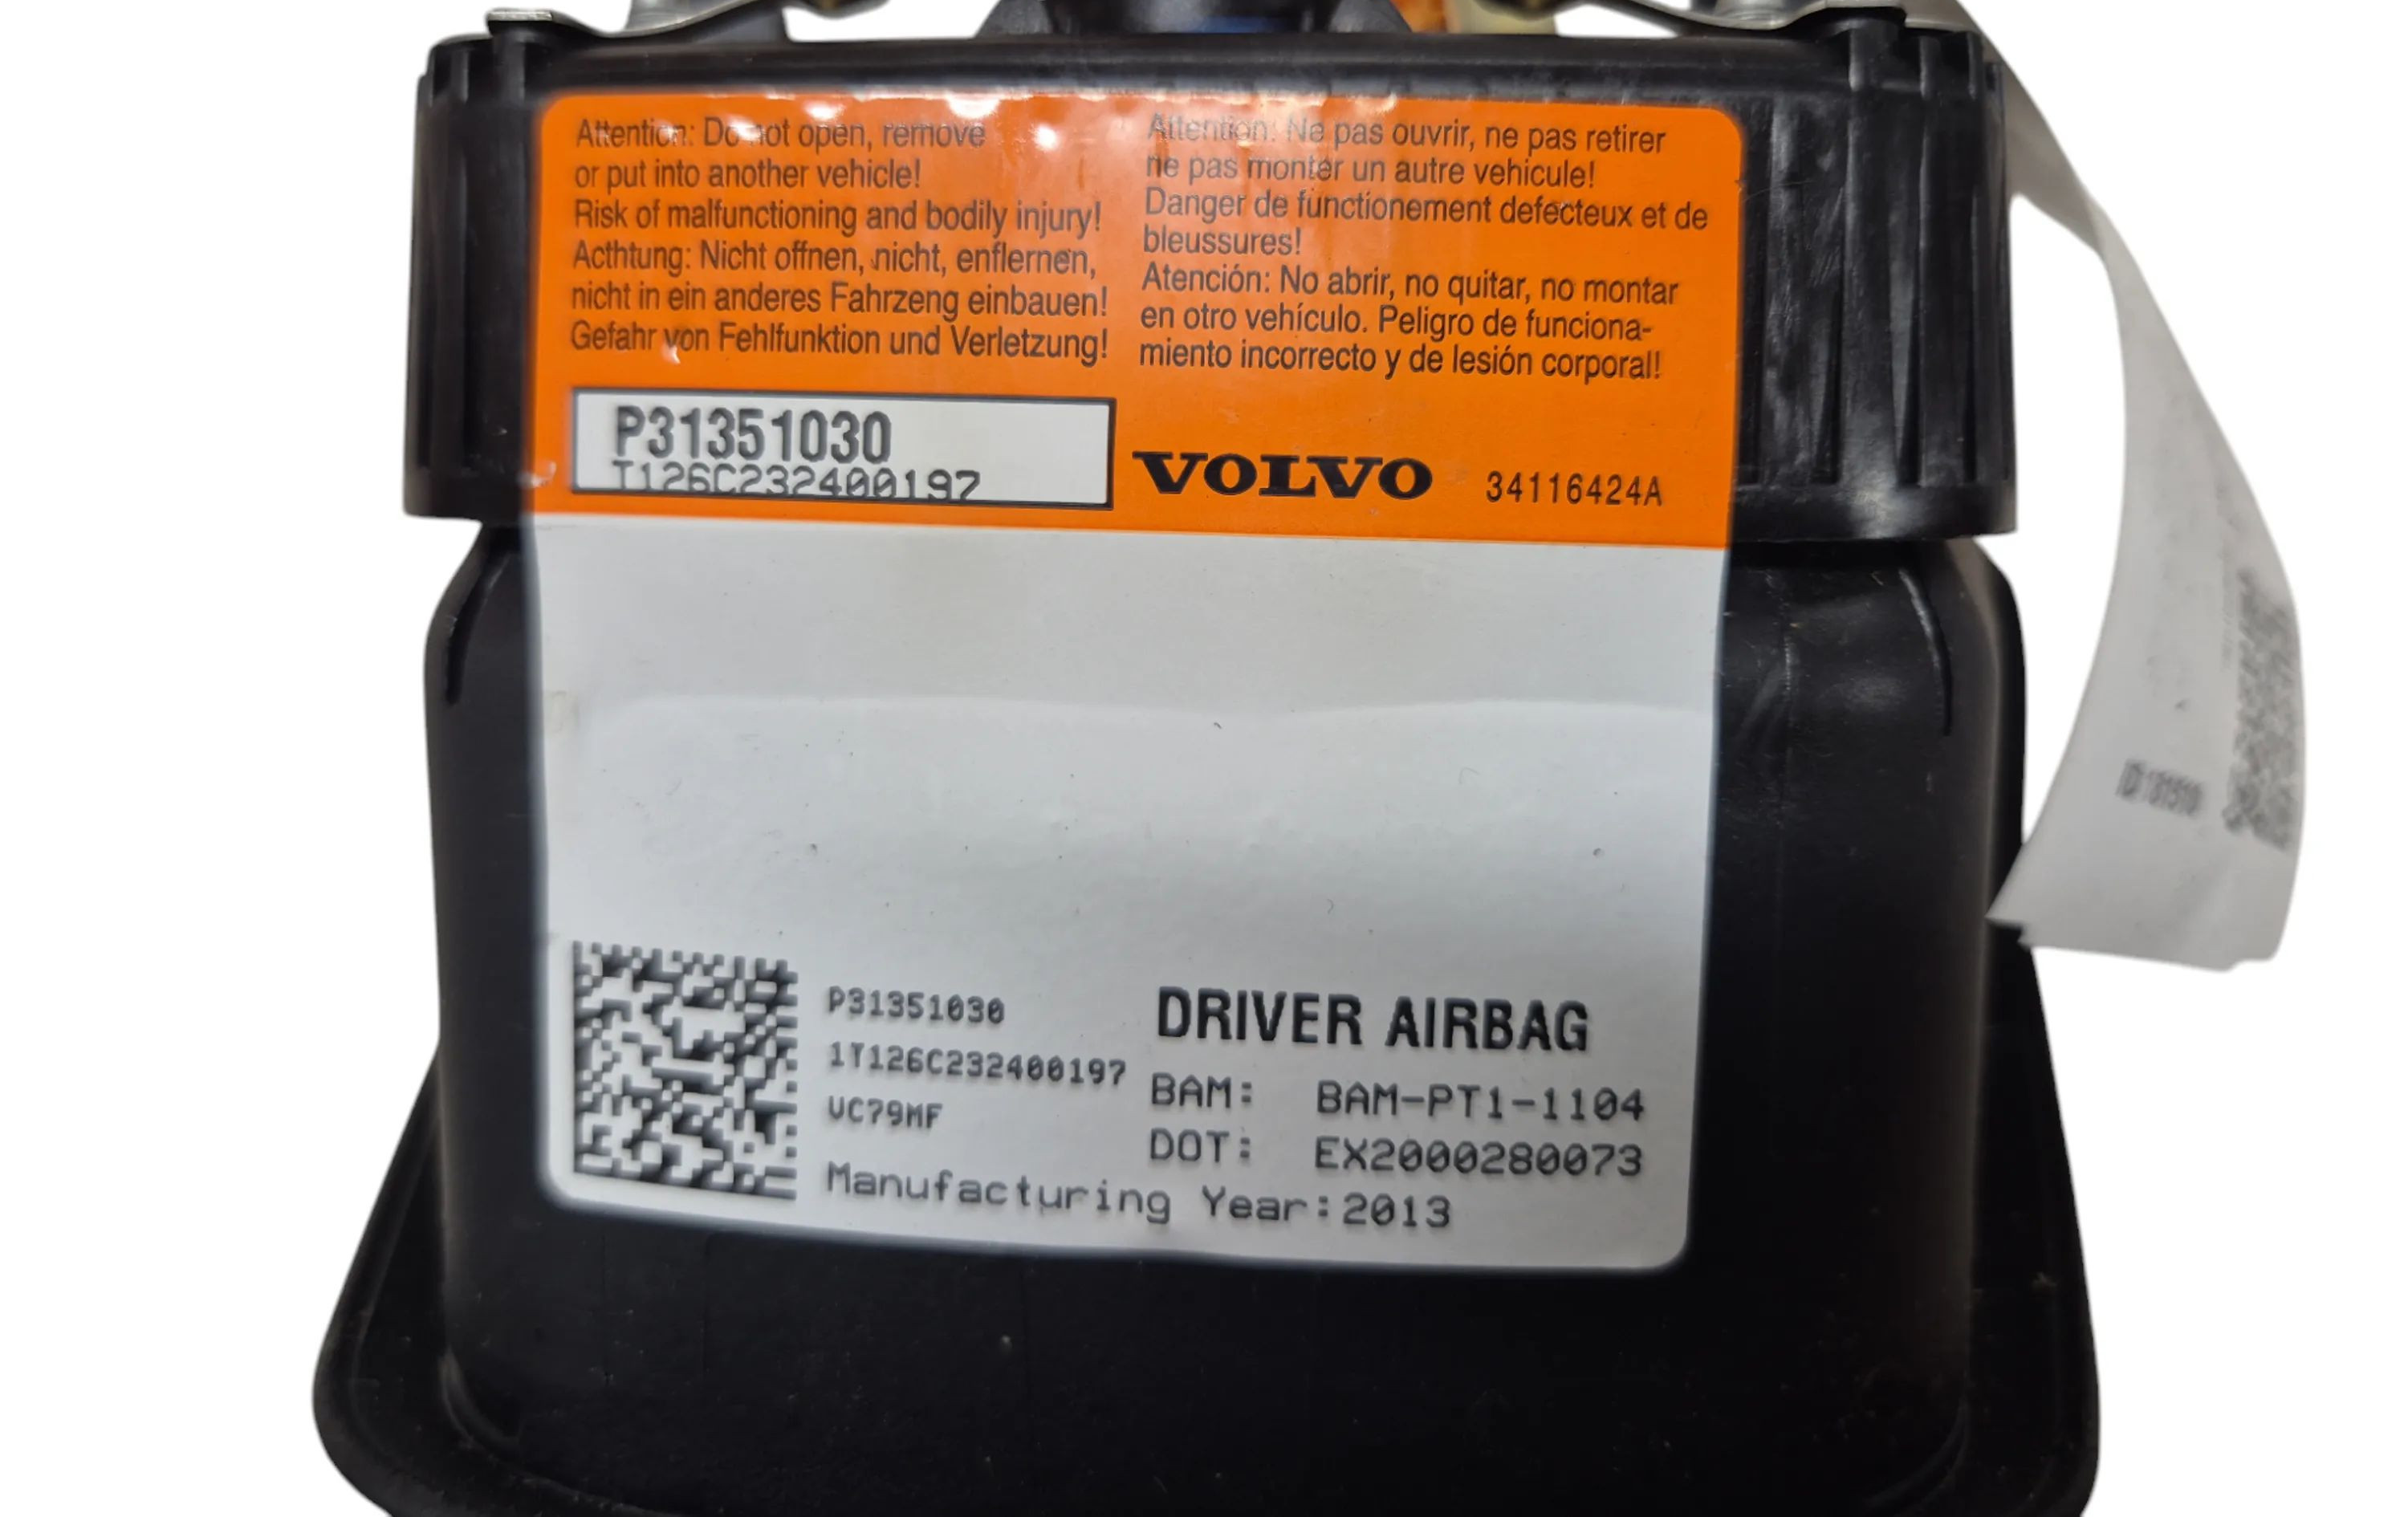 Attention: Do not open, remove
or put into another vehicle!
Risk of malfunctioning and bodily injury!
Acthtung: Nicht offnen, nicht, enflernen,
nicht in ein anderes Fahrzeng einbauen!
Gefahr von Fehlfunktion und Verletzung!
Attention: Ne pas ouvrir, ne pas retirer
ne pas monter un autre vehicule!
Danger de functionement defecteux et de
bleussures!
Atención: No abrir, no quitar, no montar
en otro vehículo. Peligro de funciona-
miento incorrecto y de lesión corporal!
P31351030
T126C232400197
VOLVO
34116424A
P31351030
1T126C232400197
VC79MF
DRIVER AIRBAG
BAM: BAM-PT1-1104
DOT: EX2000280073
Manufacturing Year:2013